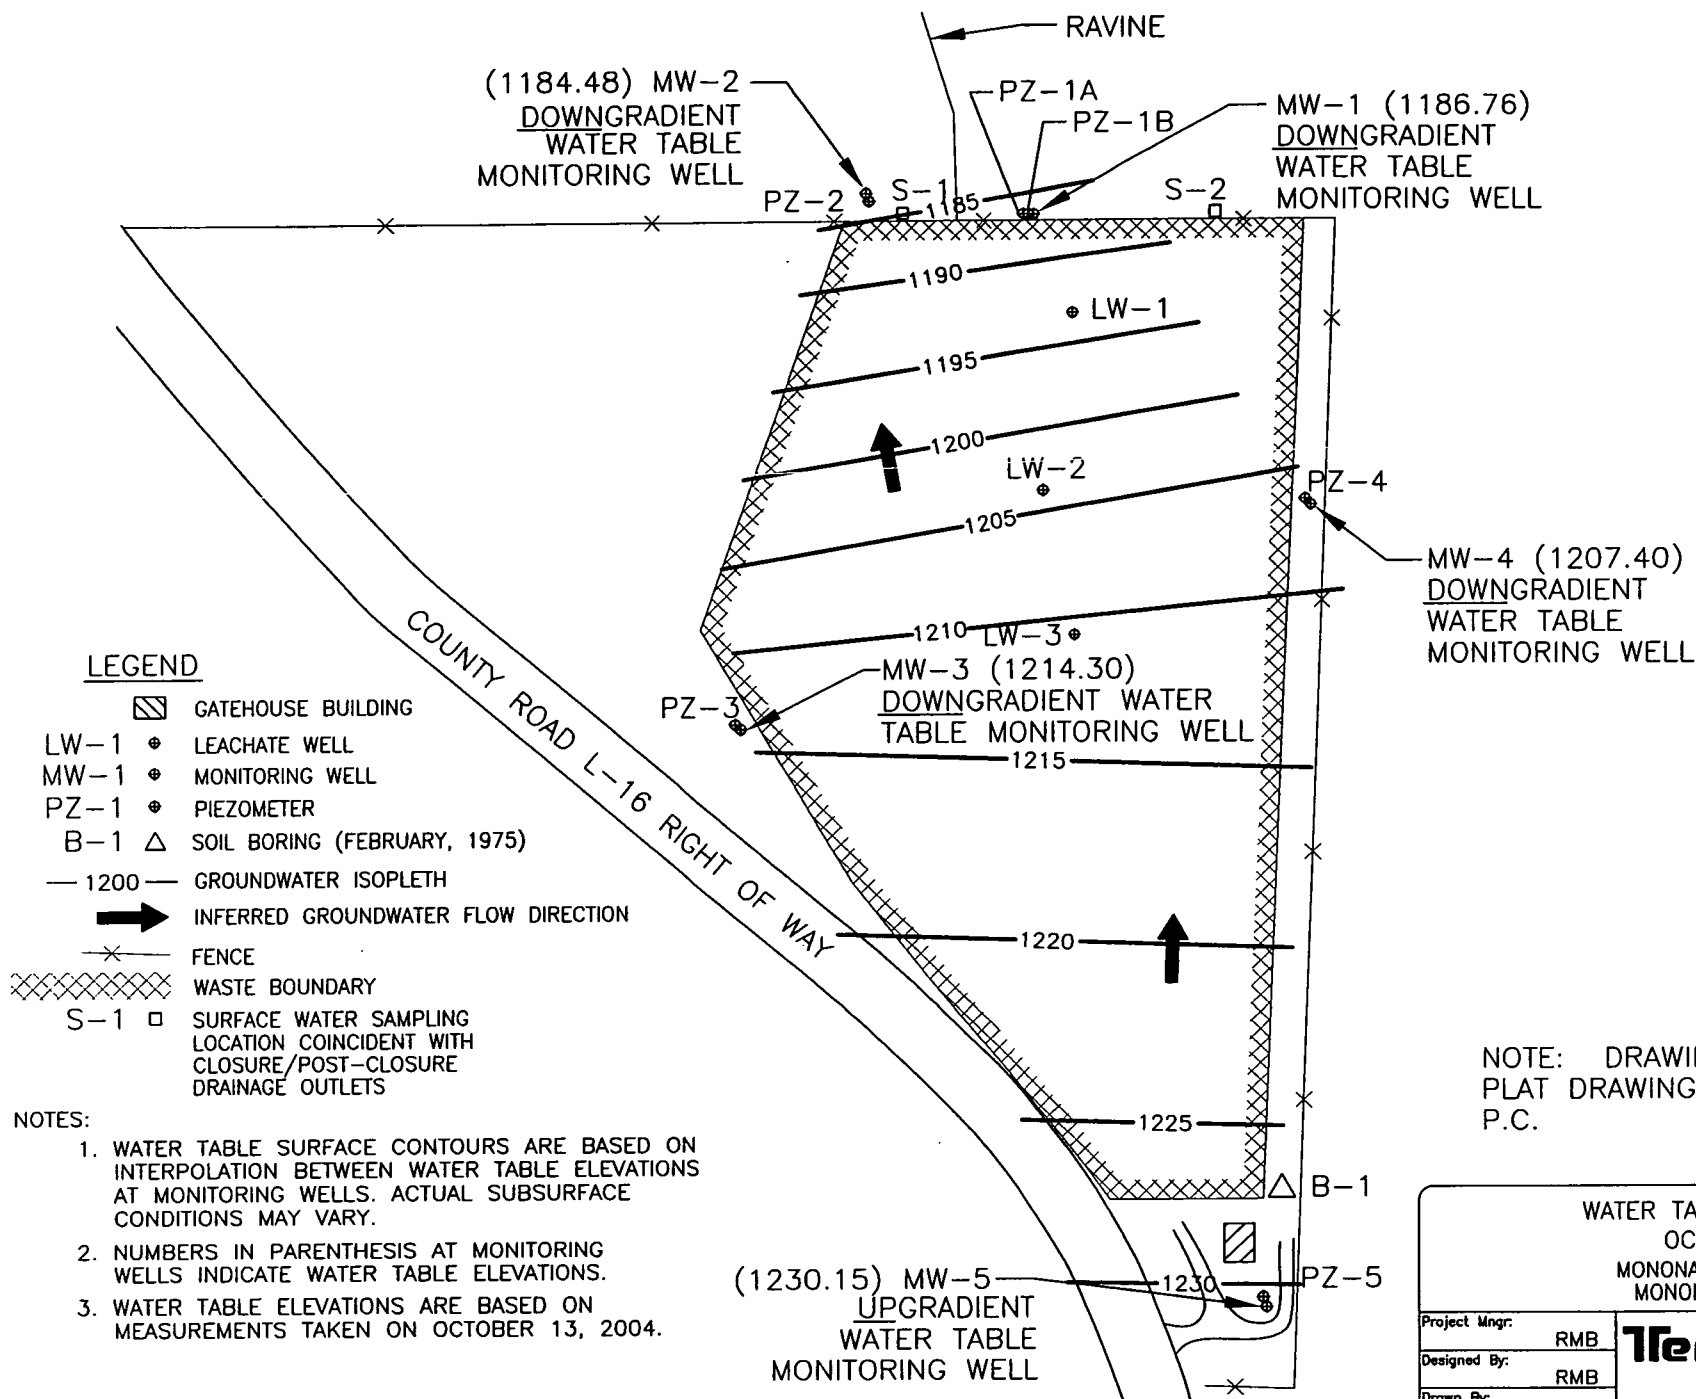 RAVINE
(1184.48) MW-2
DOWNGRADIENT
WATER TABLE
MONITORING WELL
PZ-1A
PZ-1B
MW-1 (1186.76)
DOWNGRADIENT
WATER TABLE
MONITORING WELL
PZ-2
S-1
1185
S-2
1190
LW-1
1195
1200
LW-2
PZ-4
1205
MW-4 (1207.40)
DOWNGRADIENT
WATER TABLE
MONITORING WELL
1210
LW-3
MW-3 (1214.30)
DOWNGRADIENT WATER
TABLE MONITORING WELL
PZ-3
1215
COUNTY ROAD L-16 RIGHT OF WAY
1220
1225
B-1
(1230.15) MW-5
UPGRADIENT
WATER TABLE
MONITORING WELL
1230
PZ-5
LEGEND
GATEHOUSE BUILDING
LW-1 LEACHATE WELL
MW-1 MONITORING WELL
PZ-1 PIEZOMETER
B-1 SOIL BORING (FEBRUARY, 1975)
1200 GROUNDWATER ISOPLETH
INFERRED GROUNDWATER FLOW DIRECTION
FENCE
WASTE BOUNDARY
S-1 SURFACE WATER SAMPLING
LOCATION COINCIDENT WITH
CLOSURE/POST-CLOSURE
DRAINAGE OUTLETS
NOTES:
1. WATER TABLE SURFACE CONTOURS ARE BASED ON
INTERPOLATION BETWEEN WATER TABLE ELEVATIONS
AT MONITORING WELLS. ACTUAL SUBSURFACE
CONDITIONS MAY VARY.
2. NUMBERS IN PARENTHESIS AT MONITORING
WELLS INDICATE WATER TABLE ELEVATIONS.
3. WATER TABLE ELEVATIONS ARE BASED ON
MEASUREMENTS TAKEN ON OCTOBER 13, 2004.
NOTE: DRAWI
PLAT DRAWING
P.C.
WATER TA
OC
MONONA
MONO
Project Mngr:
RMB
Designed By:
RMB
Drawn By:
Te